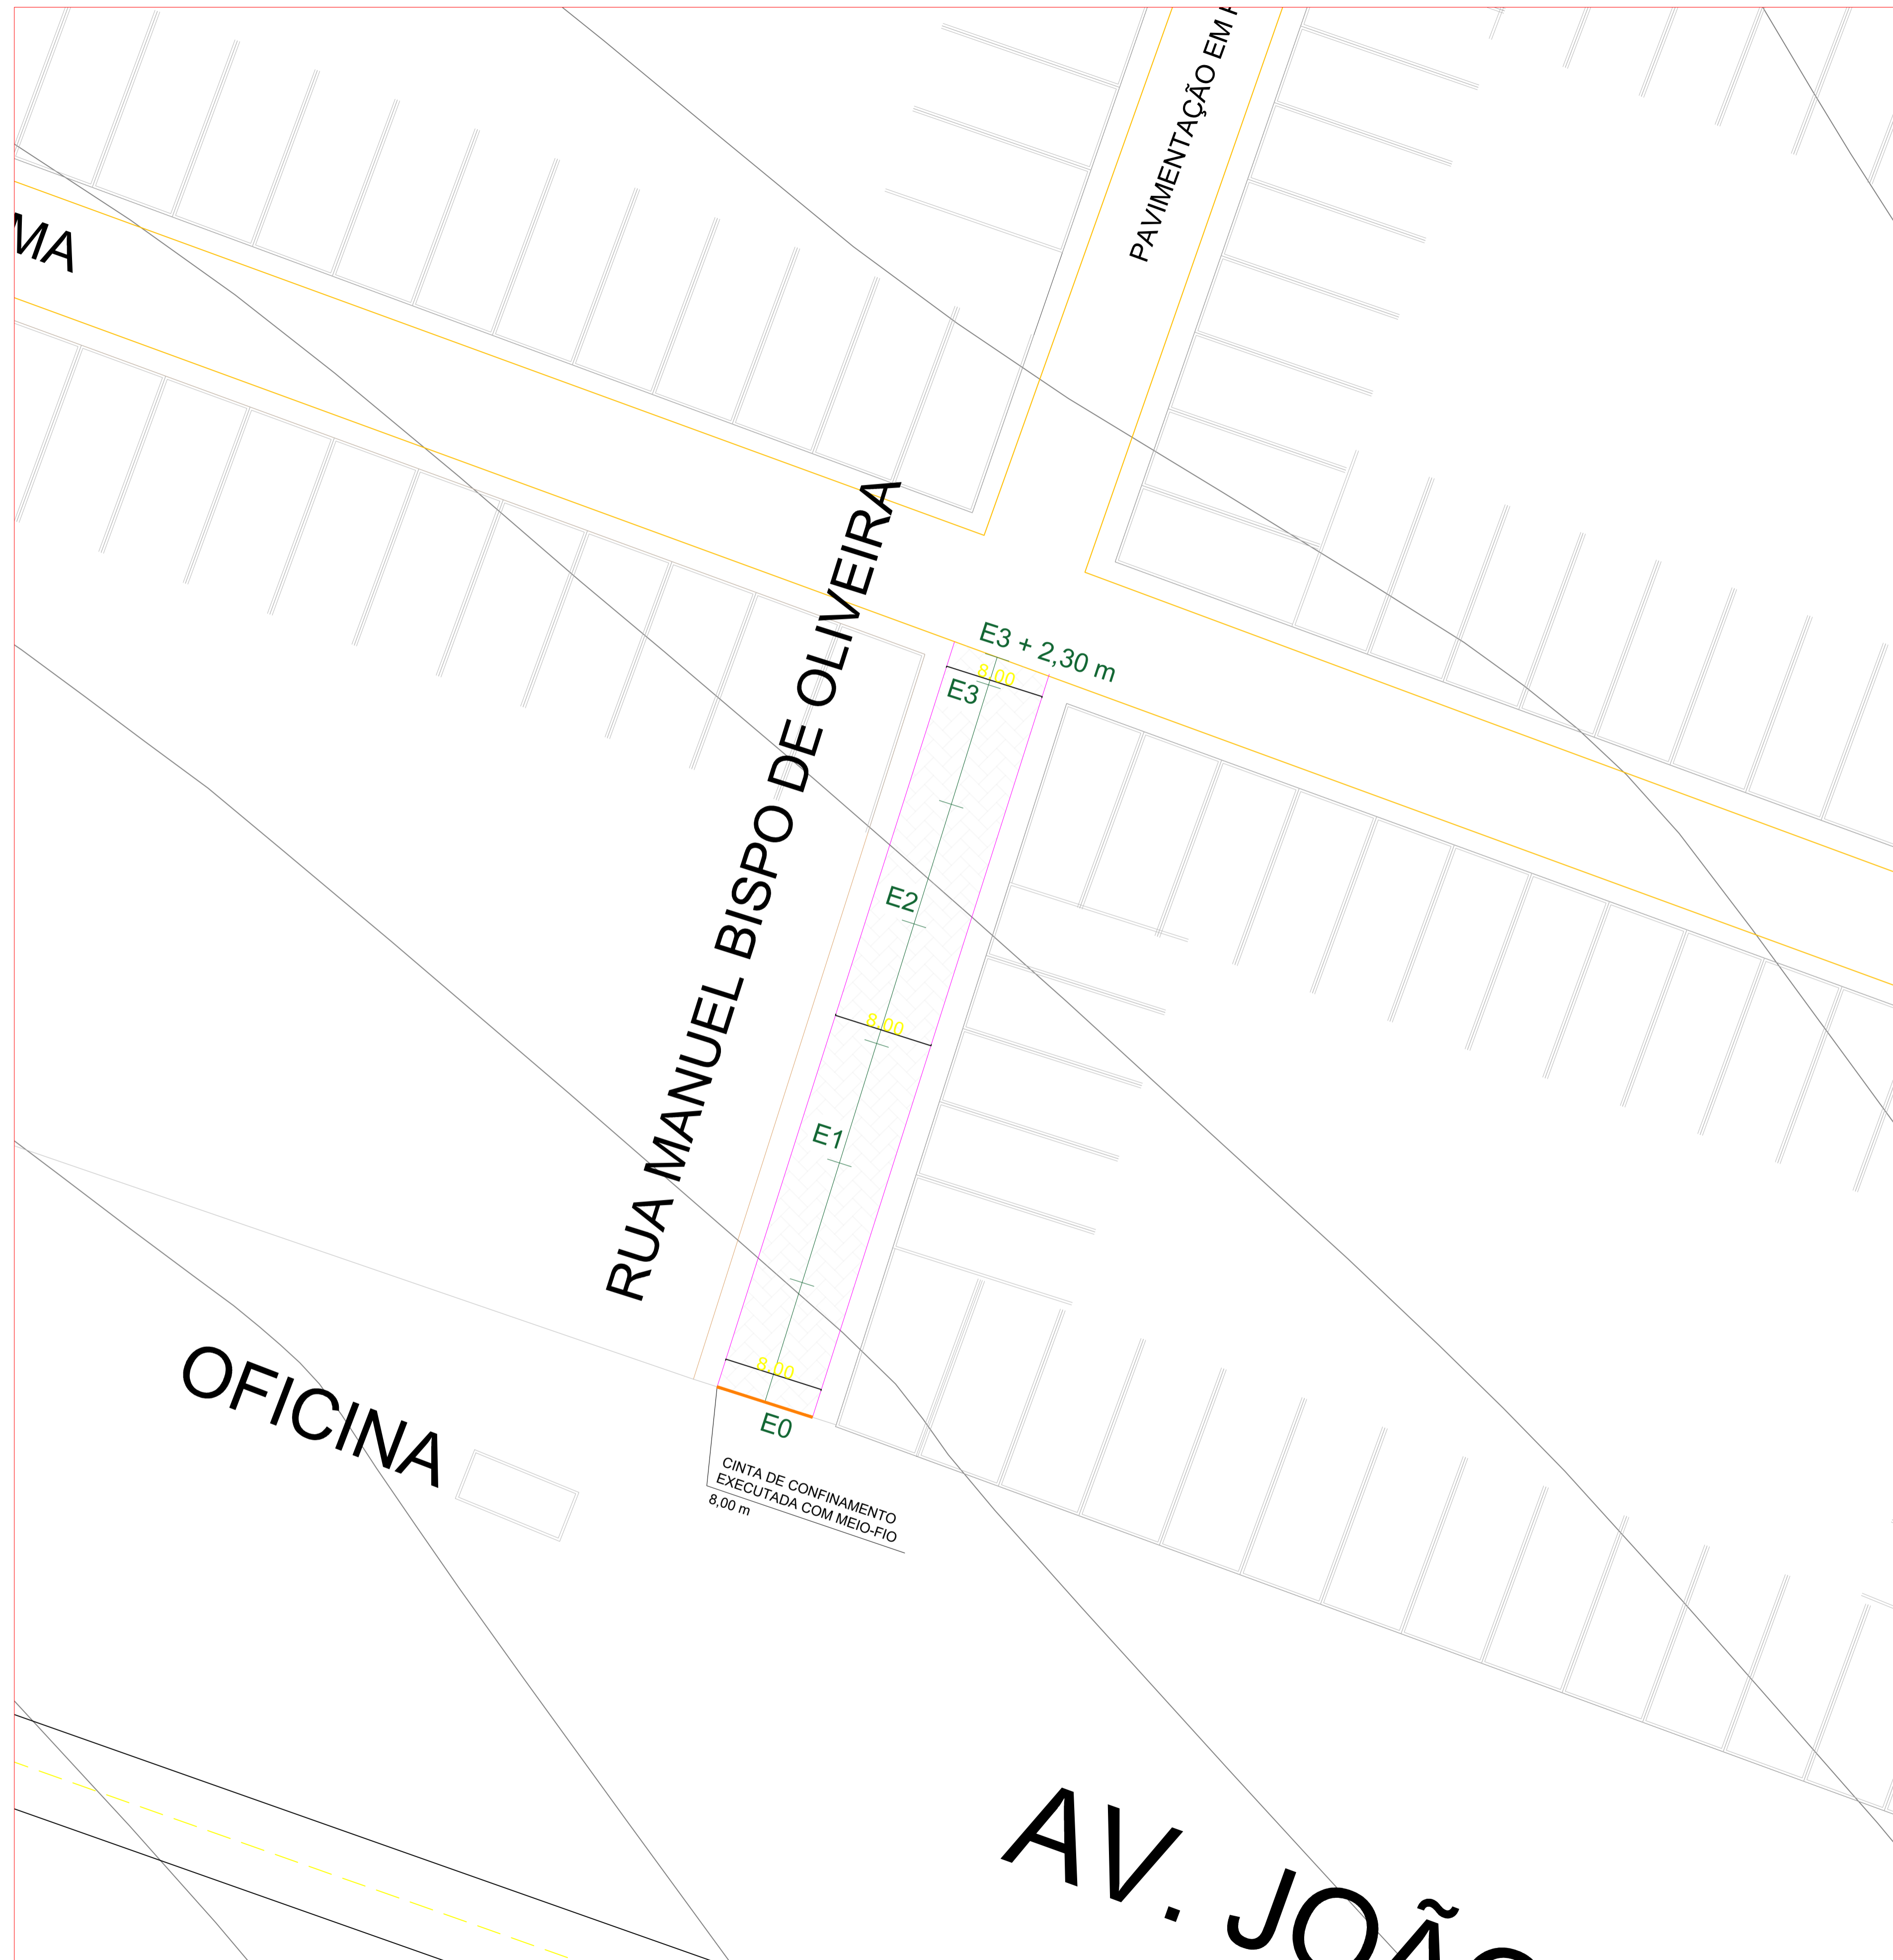 PAVIMENTAÇÃO EM
MA
RUA MANUEL BISPO DE OLIVEIRA
E3 + 2,30 m
8,00
E3
E2
8,00
E1
8,00
E0
CINTA DE CONFINAMENTO
EXECUTADA COM MEIO-FIO
8,00 m
OFICINA
AV. JOÃO